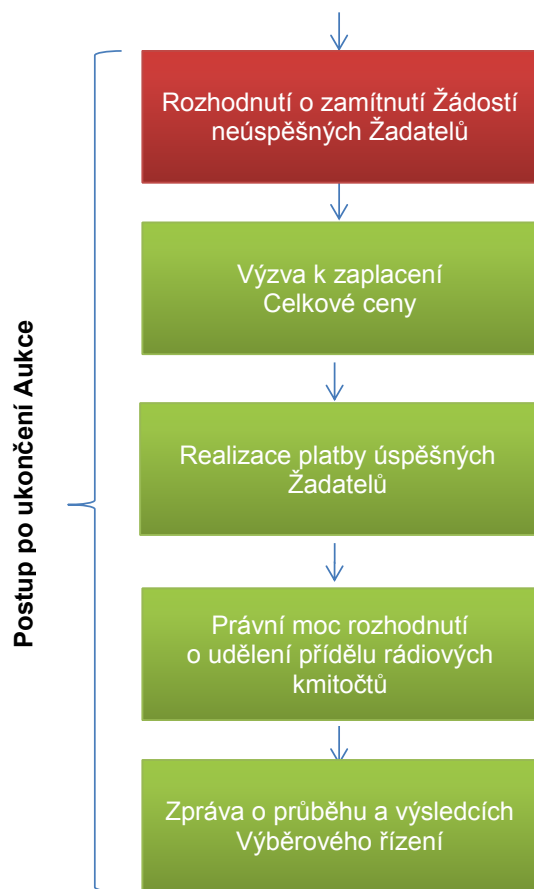 Postup po ukončení Aukce
Rozhodnutí o zamítnutí Žádostí
neúspěšných Žadatelů
Výzva k zaplacení
Celkové ceny
Realizace platby úspěšných
Žadatelů
Právní moc rozhodnutí
o udělení přídělu rádiových
kmitočtů
Zpráva o průběhu a výsledcích
Výběrového řízení